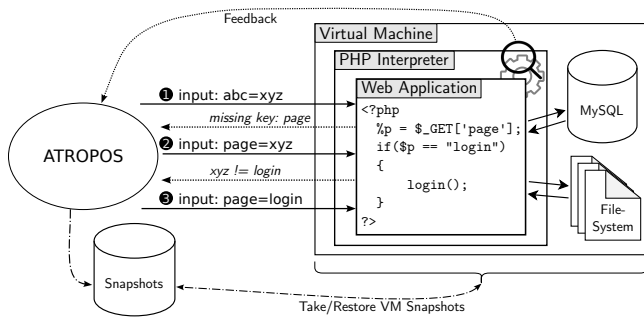 Feedback
Virtual Machine
PHP Interpreter
Web Application
❶ input: abc=xyz
missing key: page
❷ input: page=xyz
xyz != login
❸ input: page=login
ATROPOS
<?php
%p = $_GET['page'];
if($p == "login")
{
login();
}
?>
MySQL
File-
System
Snapshots
Take/Restore VM Snapshots